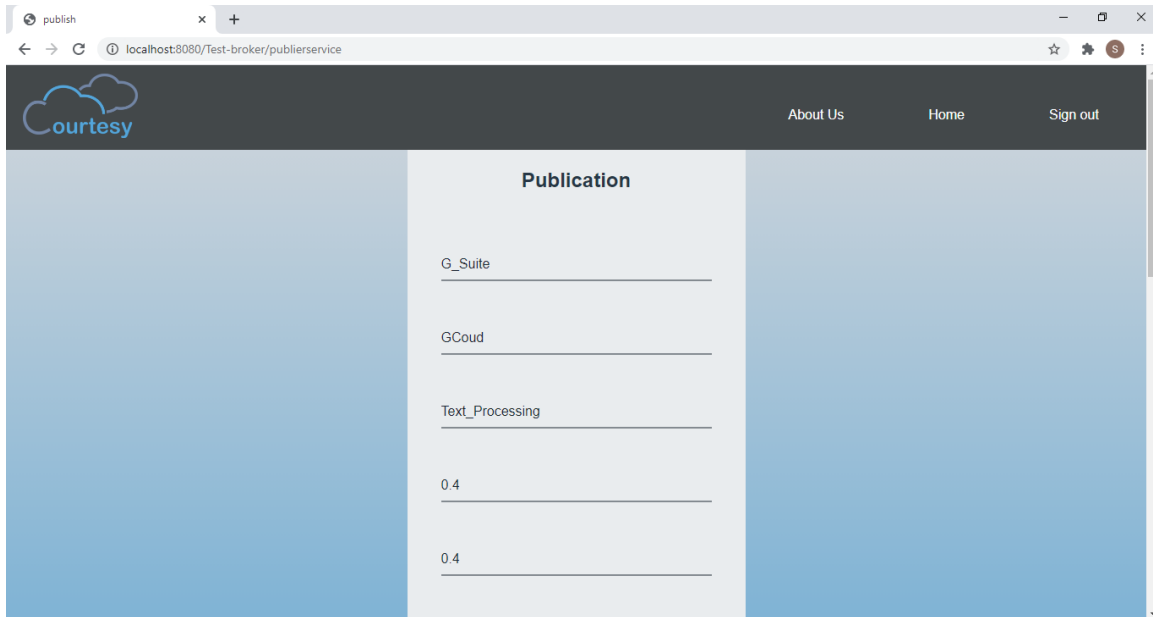 publish
localhost:8080/Test-broker/publierservice
S
Courtesy
About Us Home Sign out
Publication
G_Suite
GCoud
Text_Processing
0.4
0.4